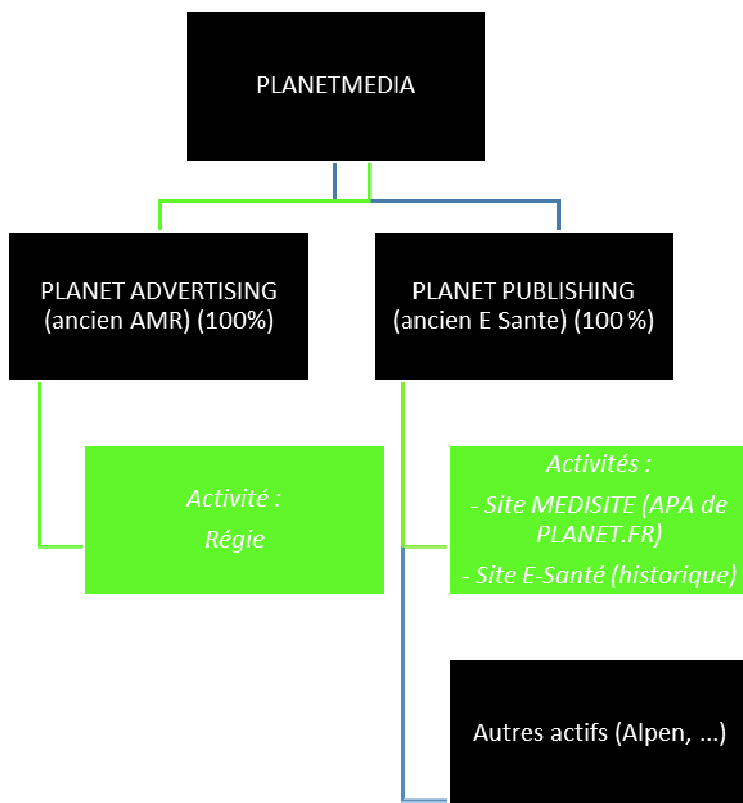 PLANETMEDIA
PLANET ADVERTISING
(ancien AMR) (100%)
PLANET PUBLISHING
(ancien E Sante) (100 %)
Activité :
Régie
Activités :
- Site MEDISITE (APA de
PLANET.FR)
- Site E-Santé (historique)
Autres actifs (Alpen, ...)